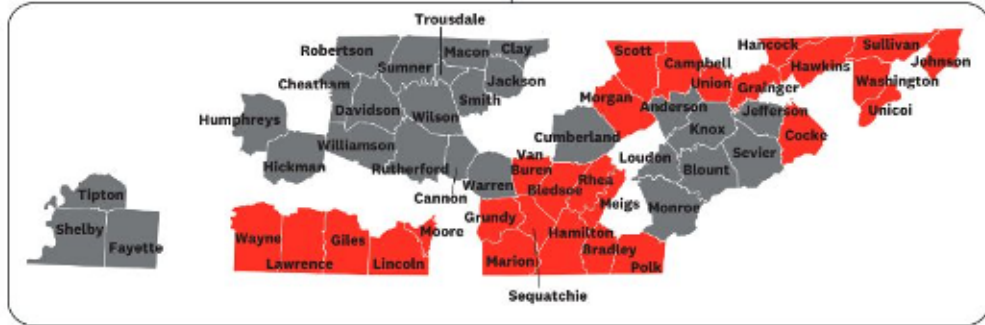 Trousdale
Robertson
Sumner
Macon
Clay
Cheatham
Jackson
Smith
Davidson
Wilson
Humphreys
Williamson
Hickman
Rutherford
Cannon
Warren
Cumberland
Van
Buren
Bledsoe
Rhea
Meigs
Grundy
Hamilton
Marion
Bradley
Polk
Sequatchie
Tipton
Shelby
Fayette
Wayne
Lawrence
Giles
Lincoln
Moore
Scott
Campbell
Union
Morgan
Anderson
Grainger
Hancock
Hawkins
Sullivan
Johnson
Washington
Unicoi
Jefferson
Cocke
Knox
Sevier
Loudon
Blount
Monroe